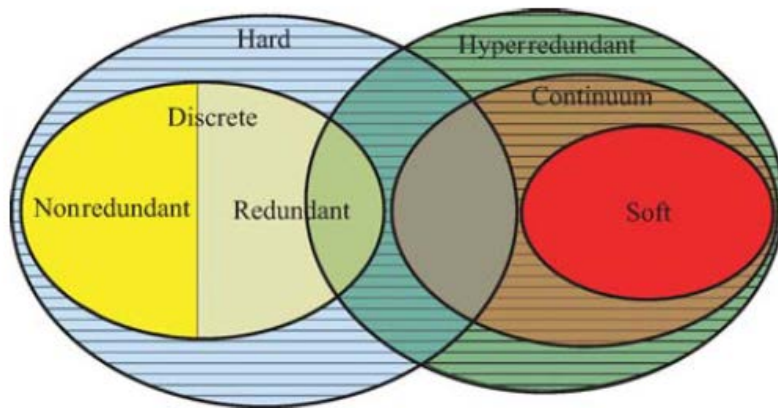 Hard
Hyperredundant
Continuum
Discrete
Nonredundant
Redundant
Soft